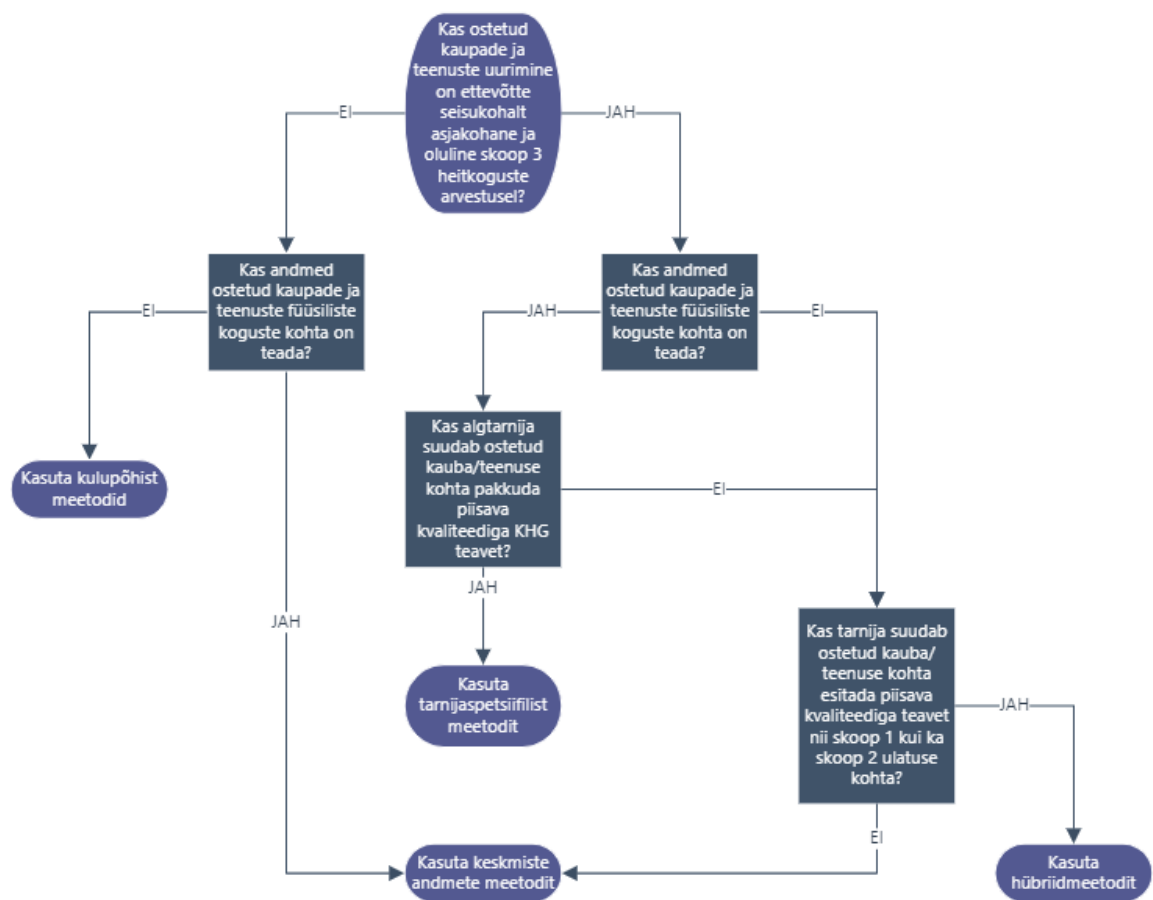 Kas ostetud
kaupade ja
teenuste uurimine
on ettevõtte
seisukohalt
asjakohane ja
oluline skoop 3
heitkoguste
arvestusel?
EI
JAH
Kas andmed
ostetud kaupade ja
teenuste füüsiliste
koguste kohta on
teada?
Kas andmed
ostetud kaupade ja
teenuste füüsiliste
koguste kohta on
teada?
EI
JAH
EI
Kas algtarnija
suudab ostetud
kauba/teenuse
kohta pakkuda
piisava
kvaliteediga KHG
teavet?
Kasuta kulupõhist
meetodid
EI
JAH
JAH
Kas tarnija suudab
ostetud kauba/
teenuse kohta
esitada piisava
kvaliteediga teavet
nii skoop 1 kui ka
skoop 2 ulatuse
kohta?
Kasuta
tarnijaspetsiifilist
meetodit
JAH
EI
Kasuta keskmiste
andmete meetodit
Kasuta
hübriidmeetodit